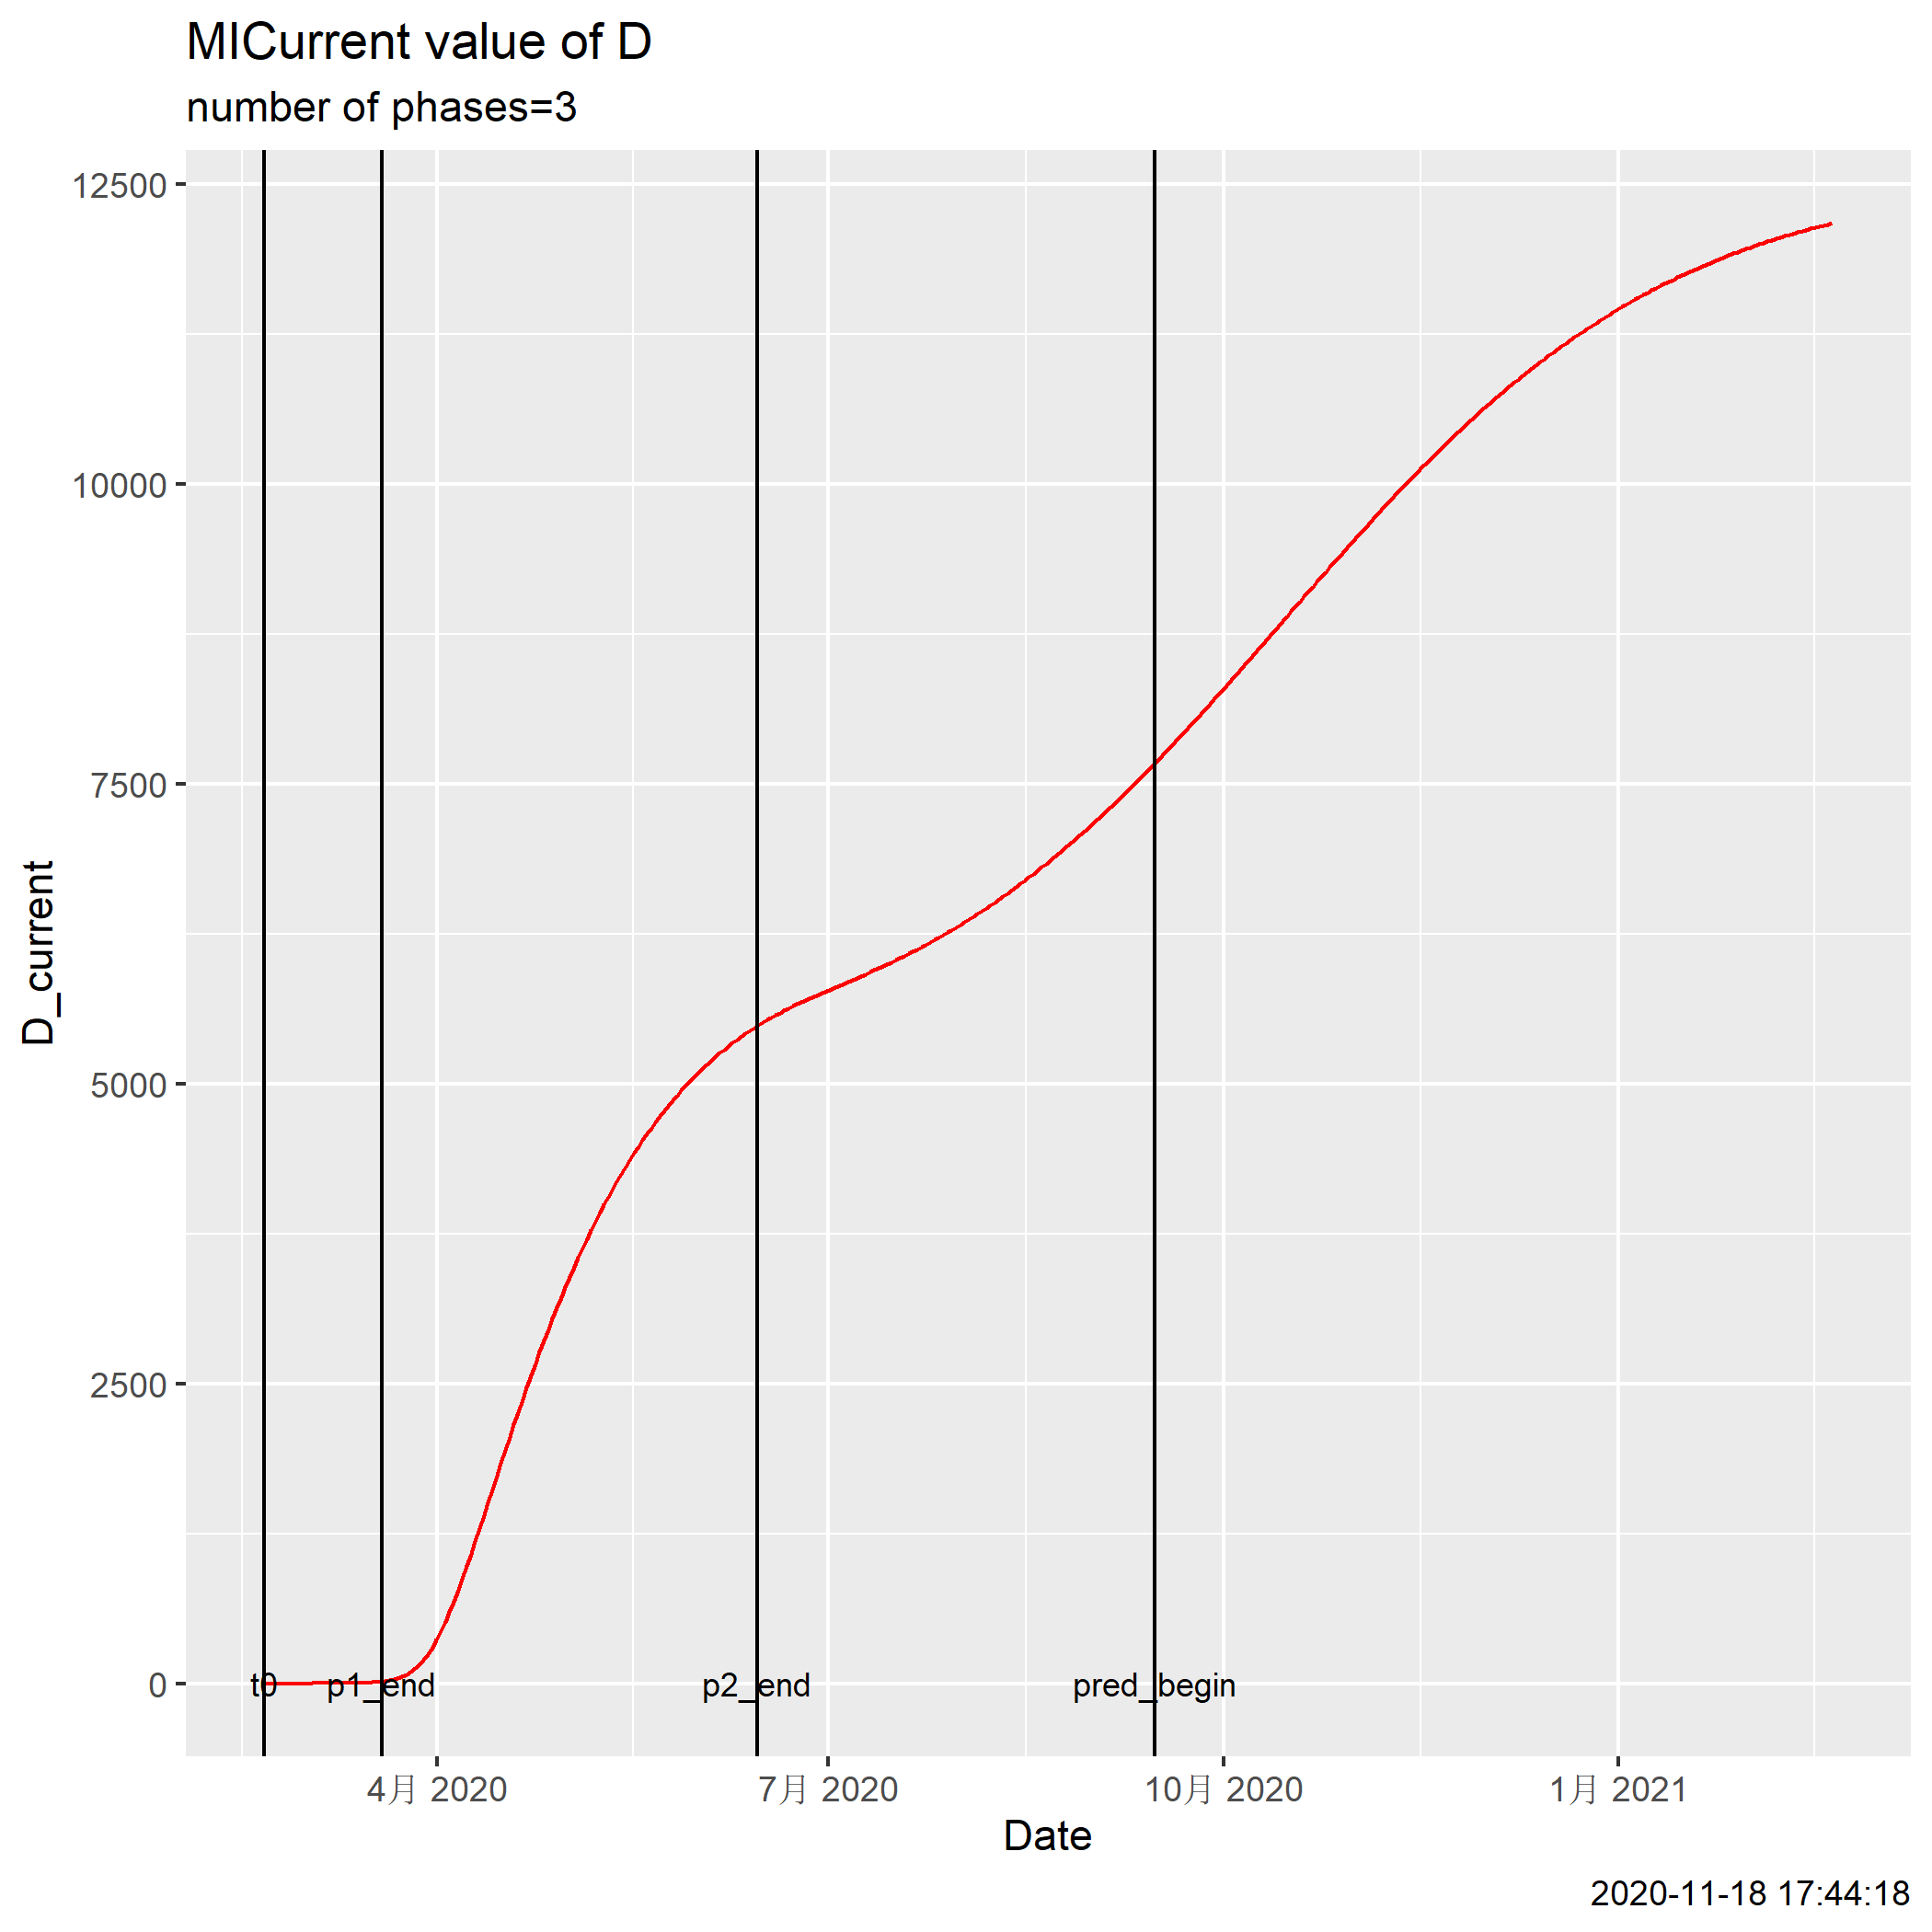 MICurrent value of D
number of phases=3
12500
10000
7500
5000
2500
0
D_current
t0
p1_end
p2_end
pred_begin
4月 2020
7月 2020
10月 2020
1月 2021
Date
2020-11-18 17:44:18